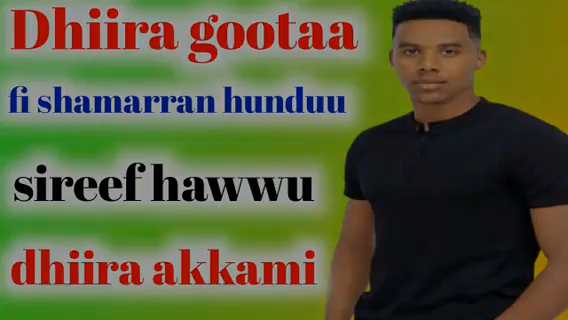 Dhiira gootaa
fi shamarran hunduu
sireef hawwu
dhiira akkami